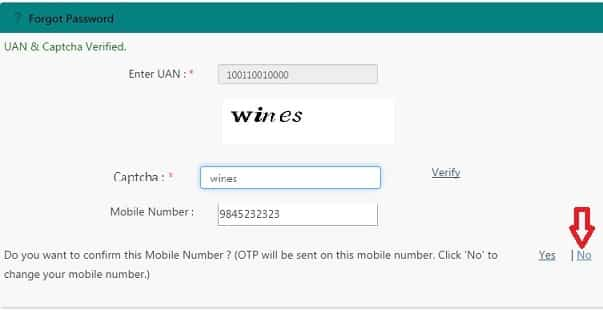 ? Forgot Password
UAN & Captcha Verified.
Enter UAN : * 100110010000
wines
Captcha : * wines Verify
Mobile Number : 9845232323
Do you want to confirm this Mobile Number ? (OTP will be sent on this mobile number. Click 'No' to Yes | No
change your mobile number.)